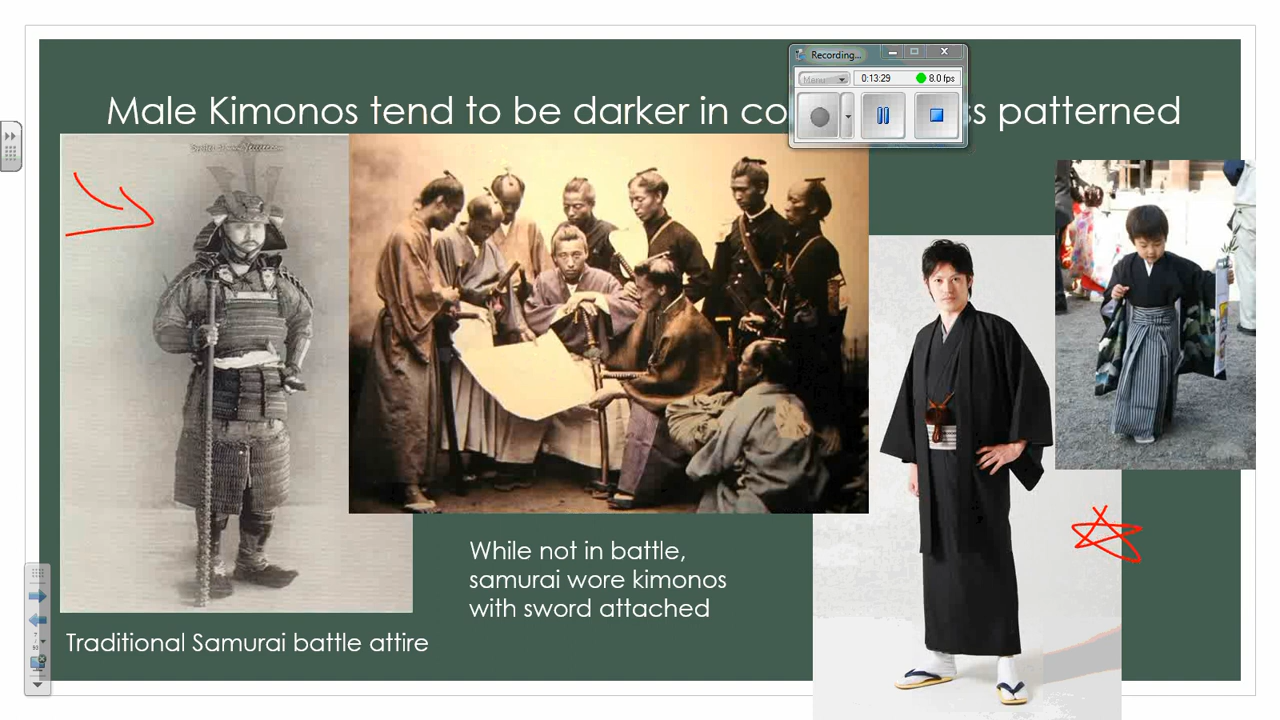 Recording...
Menu
0:13:29
8.0 fps
Male Kimonos tend to be darker in co s patterned
While not in battle,
samurai wore kimonos
with sword attached
Traditional Samurai battle attire